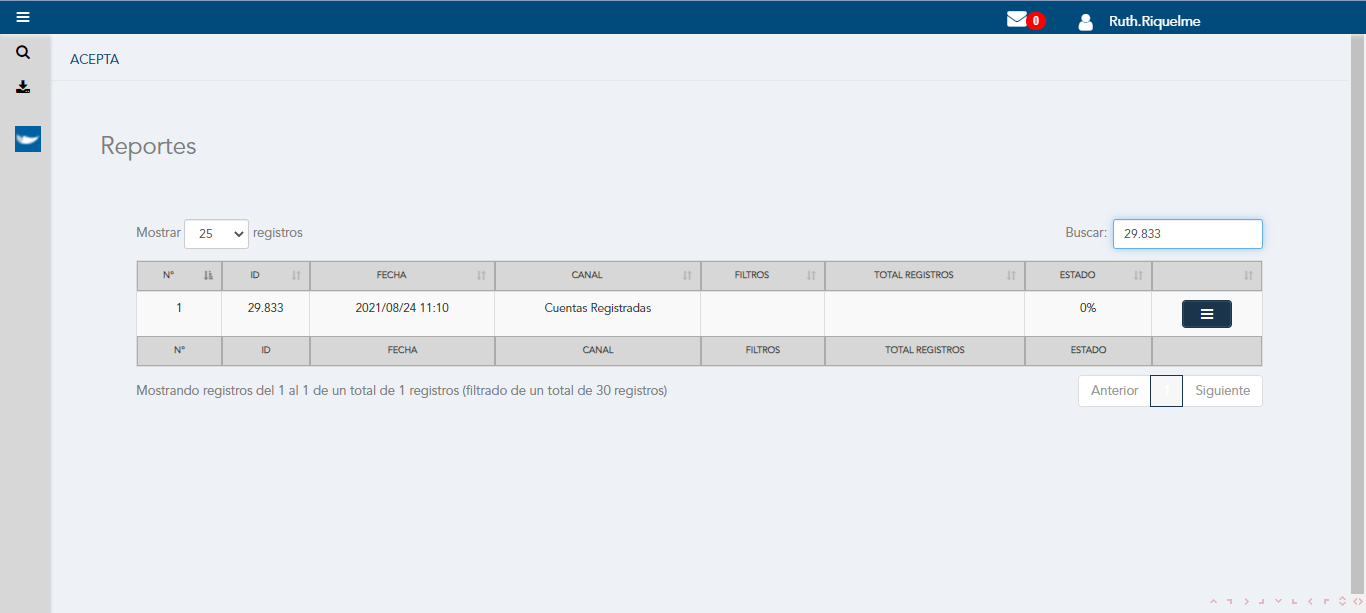 0
Ruth.Riquelme
ACEPTA
Reportes
Mostrar 25 registros
Buscar: 29.833
N° ID FECHA CANAL FILTROS TOTAL REGISTROS ESTADO
1 29.833 2021/08/24 11:10 Cuentas Registradas 0%
N° ID FECHA CANAL FILTROS TOTAL REGISTROS ESTADO
Mostrando registros del 1 al 1 de un total de 1 registros (filtrado de un total de 30 registros)
Anterior 1 Siguiente